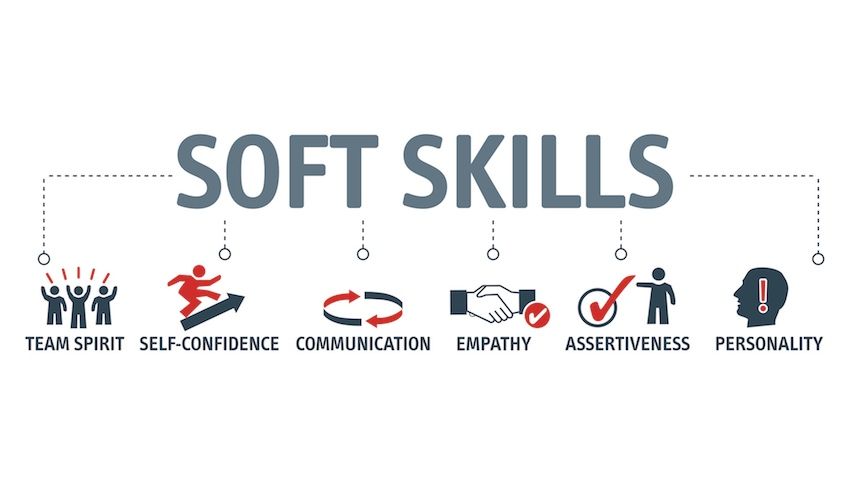 SOFT SKILLS
TEAM SPIRIT
SELF-CONFIDENCE
COMMUNICATION
EMPATHY
ASSERTIVENESS
PERSONALITY